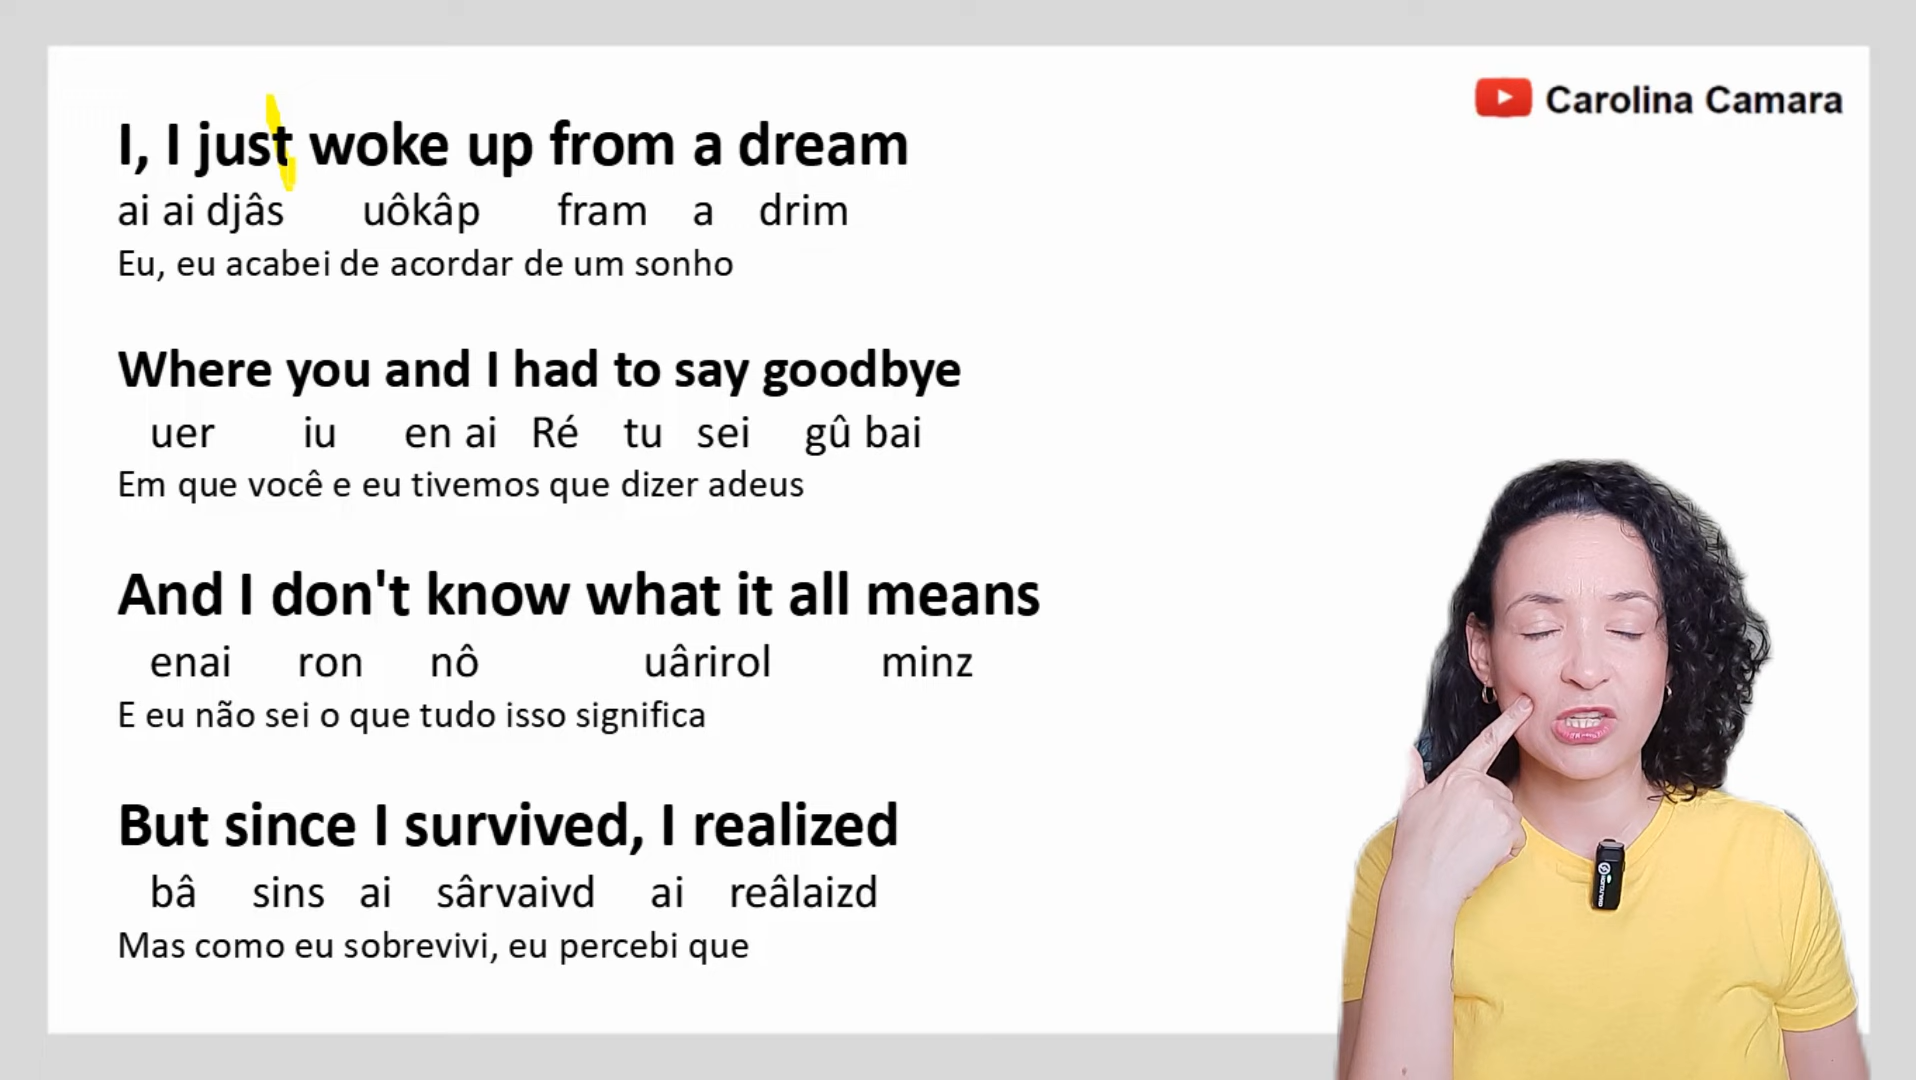 Carolina Camara
I, I just woke up from a dream
ai ai djâs uôkâp fram a drim
Eu, eu acabei de acordar de um sonho
Where you and I had to say goodbye
uer iu en ai Ré tu sei gû bai
Em que você e eu tivemos que dizer adeus
And I don't know what it all means
enai ron nô uârirol minz
E eu não sei o que tudo isso significa
But since I survived, I realized
bâ sins ai sârvaivd ai reâlaizd
Mas como eu sobrevivi, eu percebi que